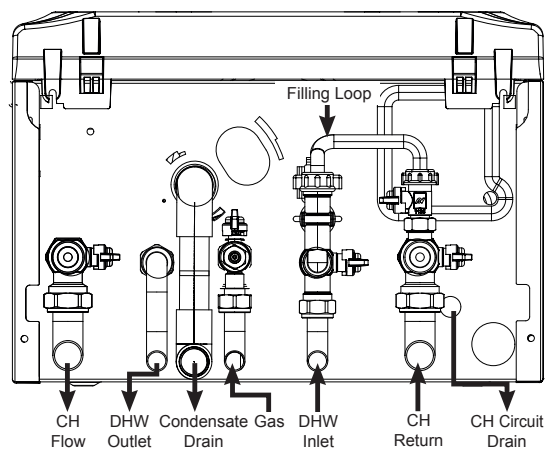 Filling Loop
CH
Flow
DHW
Outlet
Condensate
Drain
Gas
DHW
Inlet
CH
Return
CH Circuit
Drain